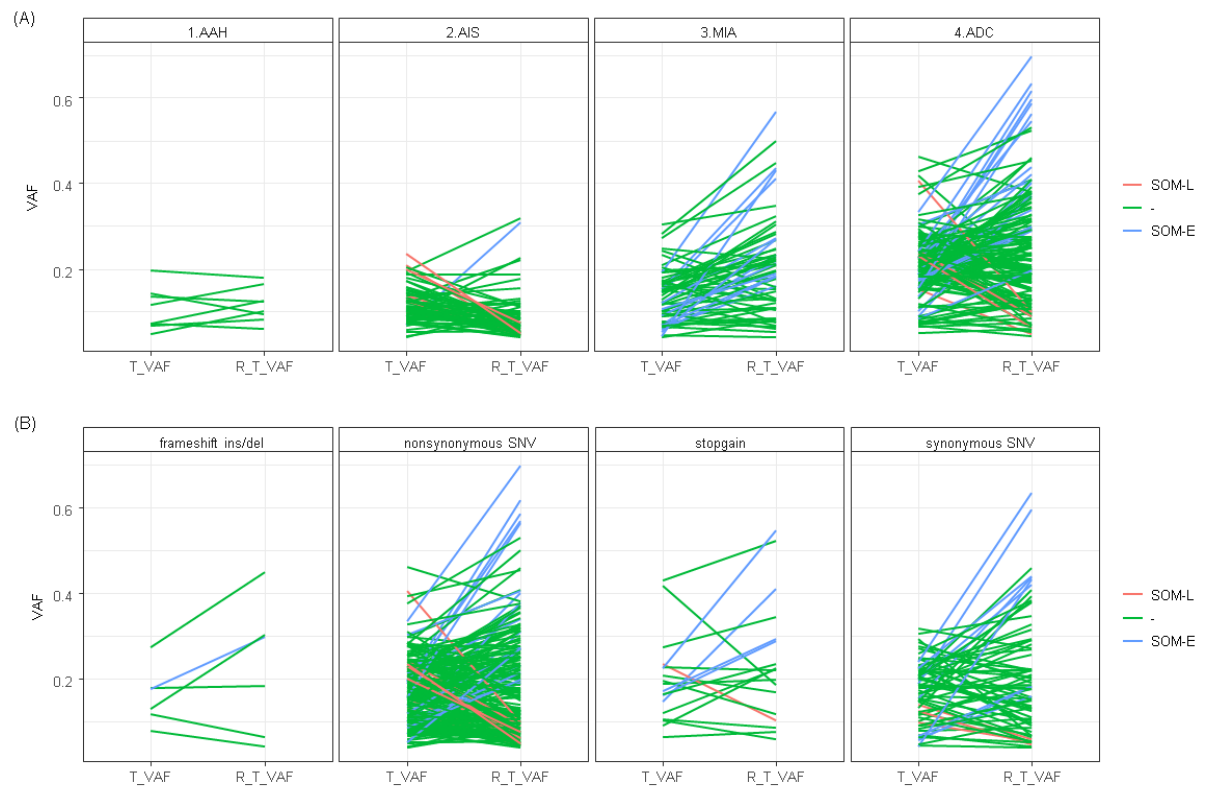 (A)
1.AAH 2.AIS 3.MIA 4.ADC
0.6
0.4
0.2
VAF
SOM-L
-
SOM-E
T_VAF R_T_VAF T_VAF R_T_VAF T_VAF R_T_VAF T_VAF R_T_VAF
(B)
frameshift ins/del nonsynonymous SNV stopgain synonymous SNV
0.6
0.4
0.2
VAF
SOM-L
-
SOM-E
T_VAF R_T_VAF T_VAF R_T_VAF T_VAF R_T_VAF T_VAF R_T_VAF